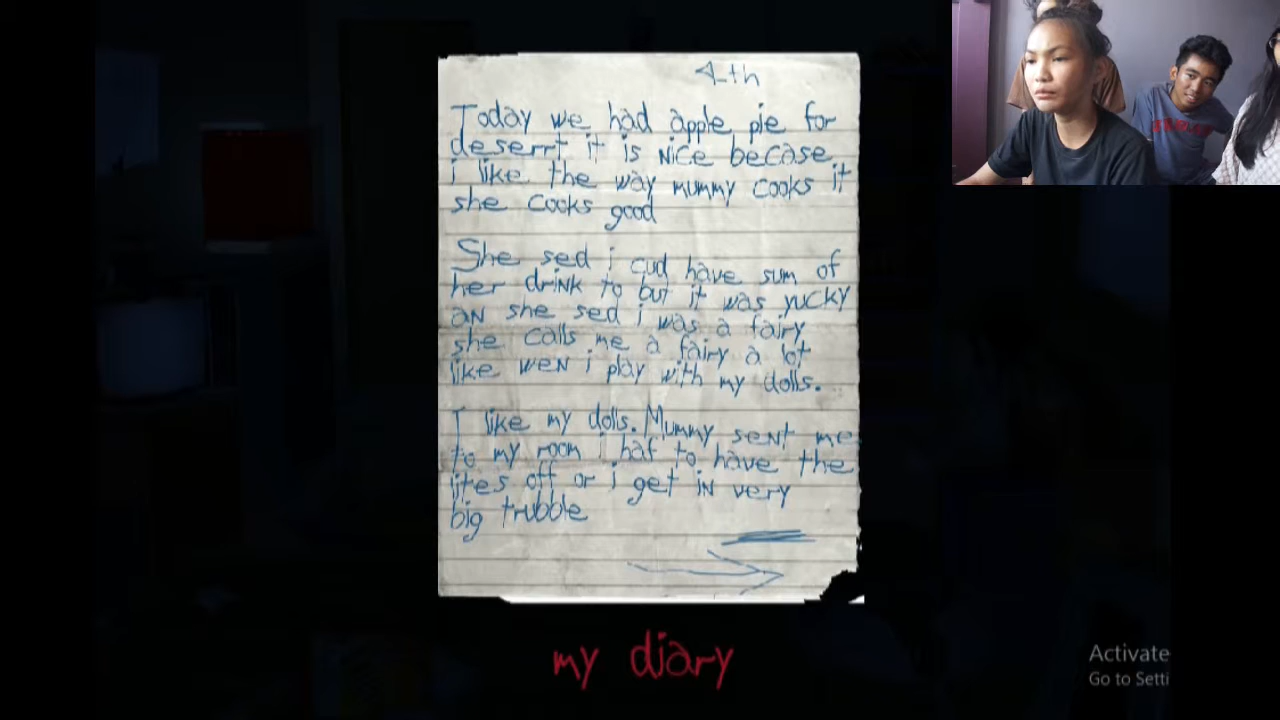 4th
Today we had apple pie for
deserrt it is nice becase
i like the way mummy cooks it
she cooks good
She sed i cud have sum of
her drink to but it was yucky
an she sed i was a fairy
she calls me a fairy a lot
like wen i play with my dolls.
I like my dolls. Mummy sent me
to my room i haf to have the
lites off or i get in very
big trubble
my diary
Activate
Go to Setti